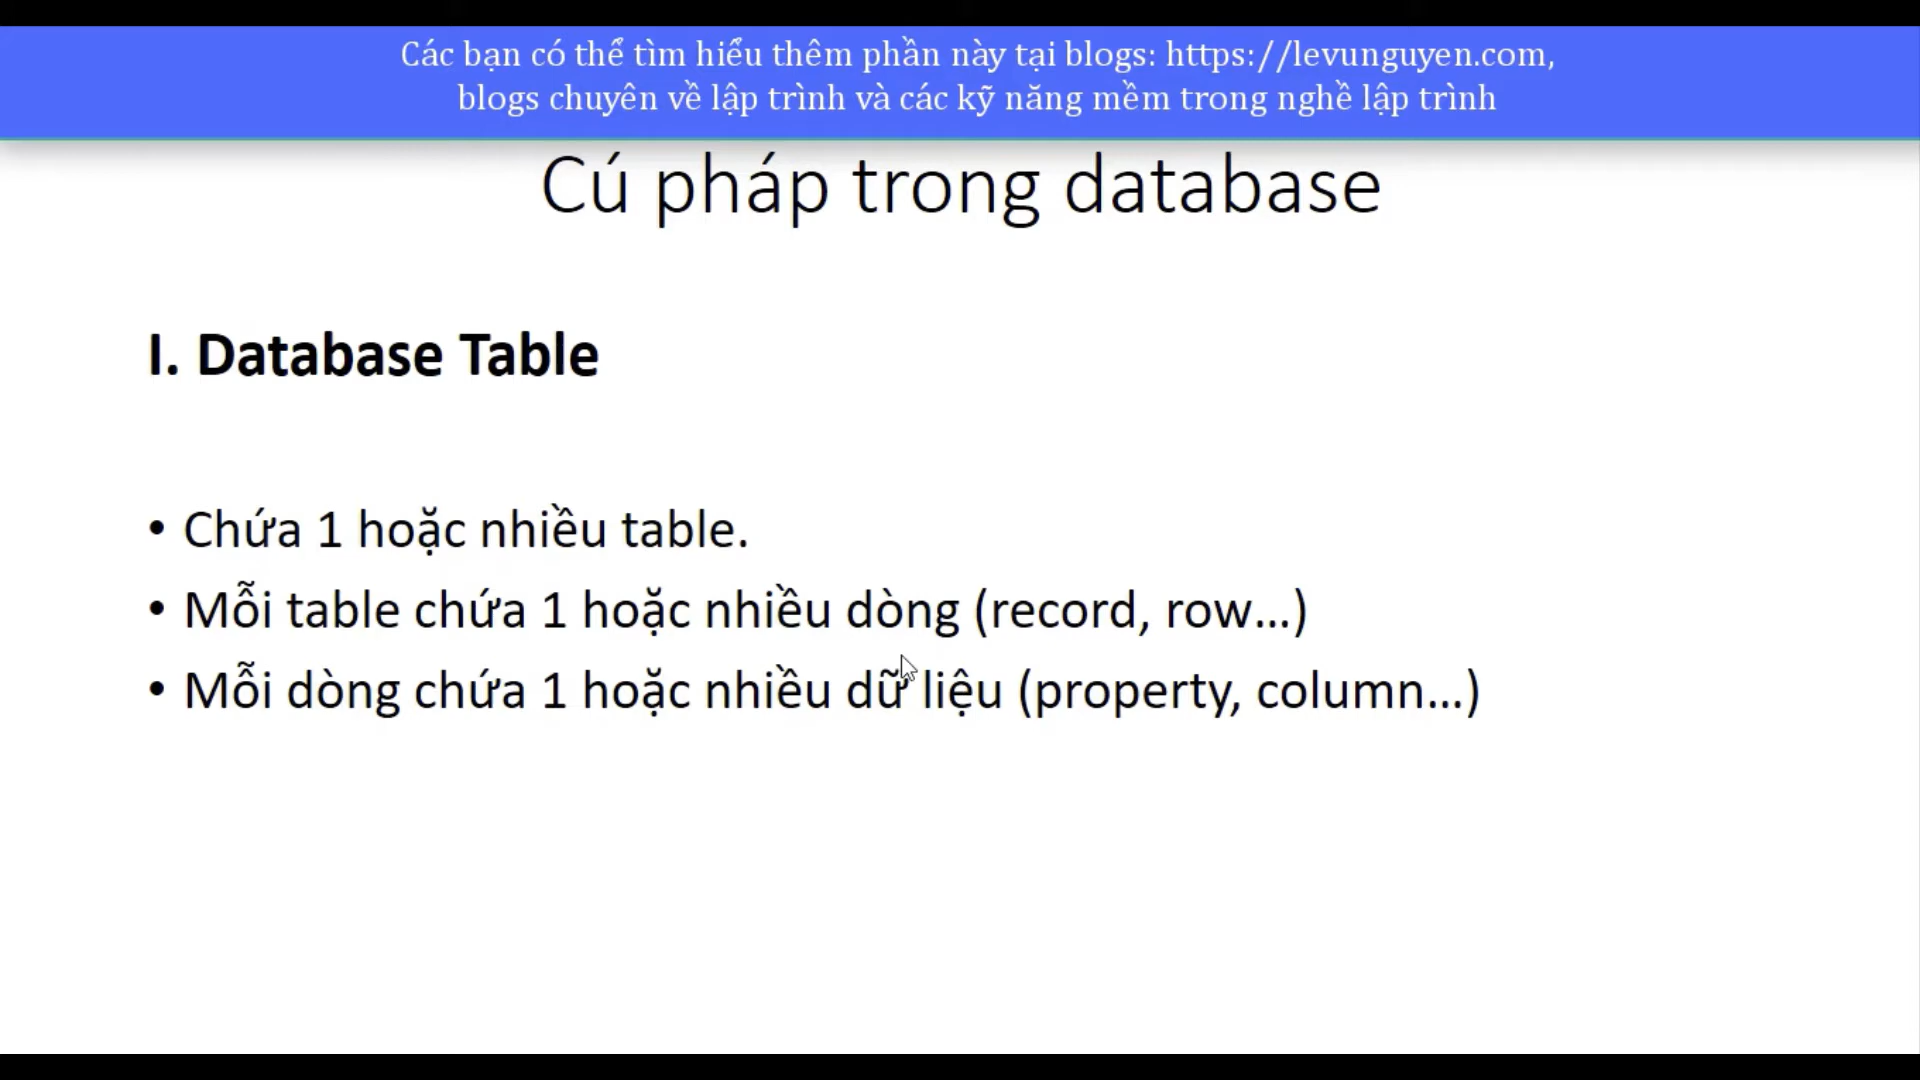 Các bạn có thể tìm hiểu thêm phần này tại blogs: https://levunguyen.com,
blogs chuyên về lập trình và các kỹ năng mềm trong nghề lập trình
Cú pháp trong database
I. Database Table
• Chứa 1 hoặc nhiều table.
• Mỗi table chứa 1 hoặc nhiều dòng (record, row...)
• Mỗi dòng chứa 1 hoặc nhiều dữ liệu (property, column...)